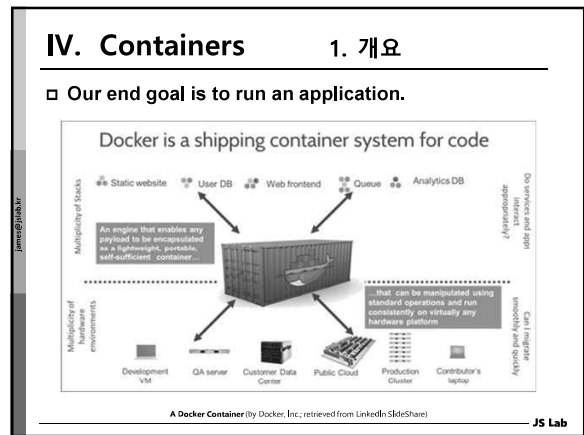 IV. Containers 1. 개요
Our end goal is to run an application.
Docker is a shipping container system for code
Multiplicity of Stacks
Static website
User DB
Web frontend
Queue
Analytics DB
Do services and apps
interact
appropriately?
An engine that enables any
payload to be encapsulated
as a lightweight, portable,
self-sufficient container…
Multiplicity of
hardware
environments
…that can be manipulated using
standard operations and run
consistently on virtually any
hardware platform
Can I migrate
smoothly and quickly
Development
VM
QA server
Customer Data
Center
Public Cloud
Production
Cluster
Contributor's
laptop
A Docker Container (by Docker, Inc.; retrieved from LinkedIn SlideShare)
james@jslab.kr
JS Lab